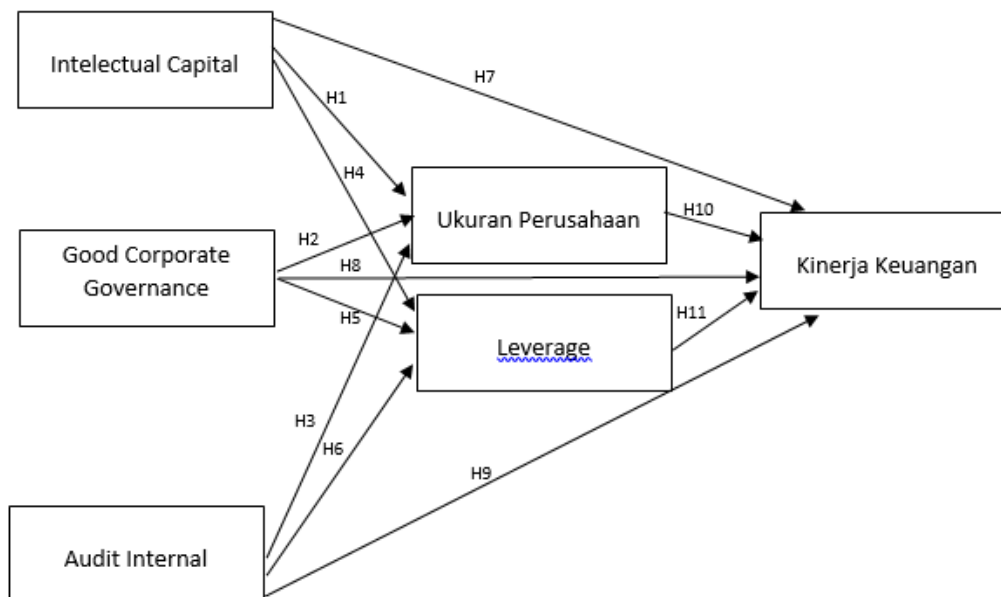 Intelectual Capital
H7
H1
H4
Ukuran Perusahaan
H10
Good Corporate
Governance
H2
H8
Kinerja Keuangan
H5
H11
Leverage
H3
H6
H9
Audit Internal